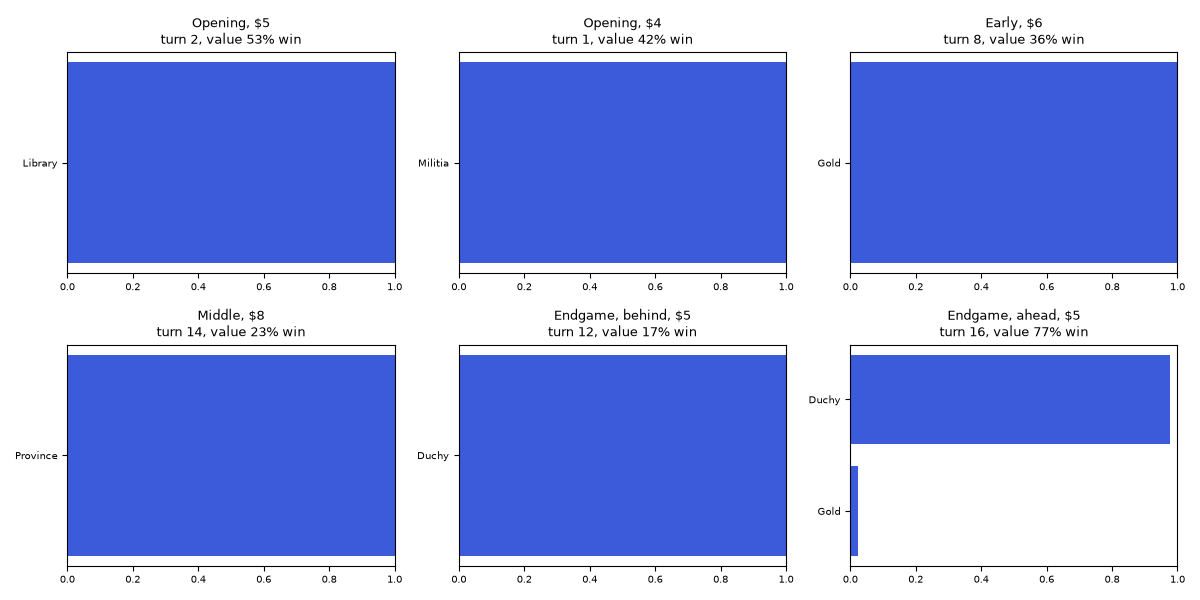 Opening, $5
turn 2, value 53% win
Library
0.0 0.2 0.4 0.6 0.8 1.0
Opening, $4
turn 1, value 42% win
Militia
0.0 0.2 0.4 0.6 0.8 1.0
Early, $6
turn 8, value 36% win
Gold
0.0 0.2 0.4 0.6 0.8 1.0
Middle, $8
turn 14, value 23% win
Province
0.0 0.2 0.4 0.6 0.8 1.0
Endgame, behind, $5
turn 12, value 17% win
Duchy
0.0 0.2 0.4 0.6 0.8 1.0
Endgame, ahead, $5
turn 16, value 77% win
Duchy
Gold
0.0 0.2 0.4 0.6 0.8 1.0